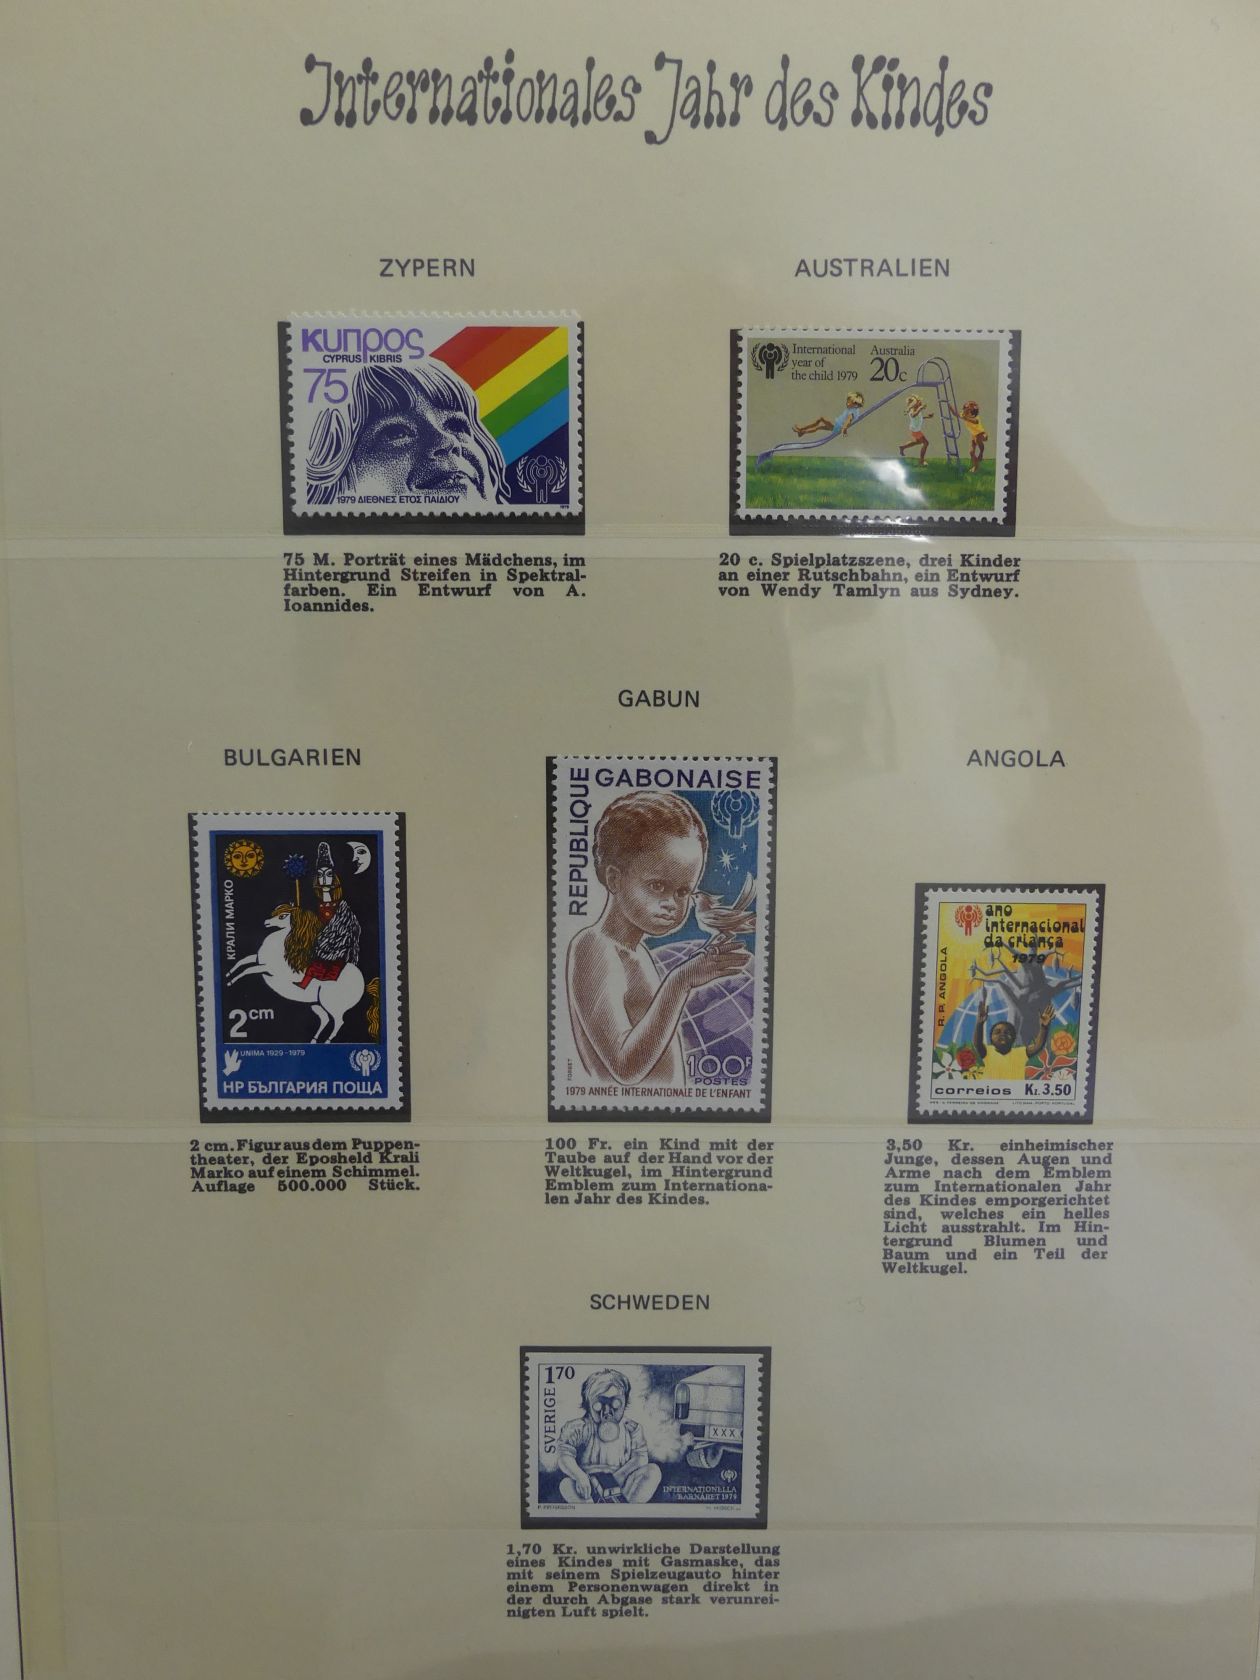 Internationales Jahr des Kindes
ZYPERN
AUSTRALIEN
ΚUПРОС
CYPRUS KIBRIS
75
1979 ΔΙΕΘΝΕΣ ΕΤΟΣ ΠΑΙΔΙΟΥ
1979
International
year of
the child 1979
Australia
20c
75 M. Porträt eines Mädchens, im
Hintergrund Streifen in Spektral-
farben. Ein Entwurf von A.
Ioannides.
20 c. Spielplatzszene, drei Kinder
an einer Rutschbahn, ein Entwurf
von Wendy Tamlyn aus Sydney.
GABUN
BULGARIEN
ANGOLA
КРАЛИ МАРКО
2cm
UNIMA 1929-1979
НР БЪЛГАРИЯ ПОЩА
REPUBLIQUE GABONAISE
100F
POSTES
FORGET
1979 ANNÉE INTERNATIONALE DE L'ENFANT
ano
internacional
da criança
1979
R. P. ANGOLA
correios Kz. 3.50
2 cm. Figur aus dem Puppen-
theater, der Eposheld Krali
Marko auf einem Schimmel.
Auflage 500.000 Stück.
100 Fr. ein Kind mit der
Taube auf der Hand vor der
Weltkugel, im Hintergrund
Emblem zum Internationa-
len Jahr des Kindes.
3,50 Kr. einheimischer
Junge, dessen Augen und
Arme nach dem Emblem
zum Internationalen Jahr
des Kindes emporgerichtet
sind, welches ein helles
Licht ausstrahlt. Im Hin-
tergrund Blumen und
Baum und ein Teil der
Weltkugel.
SCHWEDEN
SVERIGE 170
XXX
INTERNATIONELLA
BARNÅRET 1979
1,70 Kr. unwirkliche Darstellung
eines Kindes mit Gasmaske, das
mit seinem Spielzeugauto hinter
einem Personenwagen direkt in
der durch Abgase stark verunrei-
nigten Luft spielt.